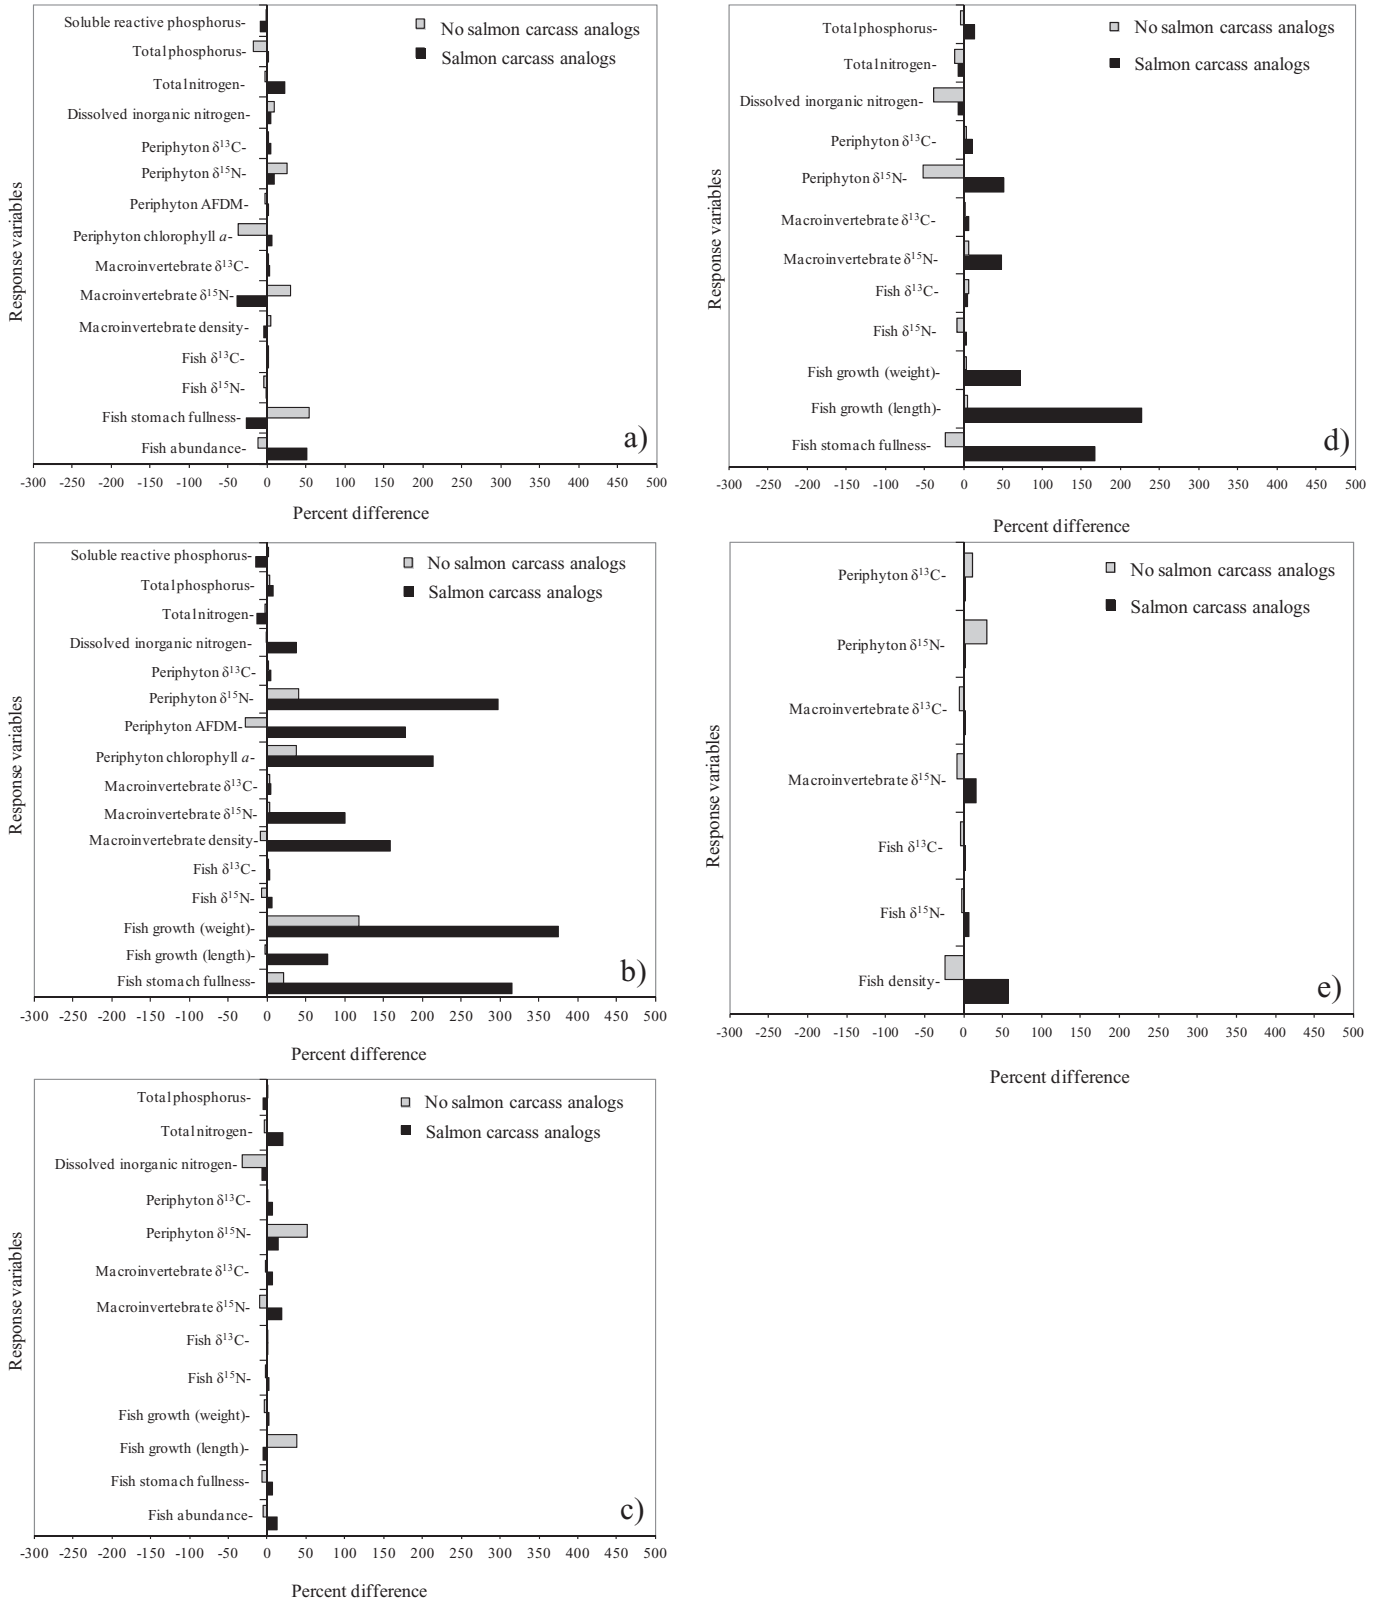 Response variables
Soluble reactive phosphorus-
Total phosphorus-
Total nitrogen-
Dissolved inorganic nitrogen-
Periphyton δ¹³C-
Periphyton δ¹⁵N-
Periphyton AFDM-
Periphyton chlorophyll a-
Macroinvertebrate δ¹³C-
Macroinvertebrate δ¹⁵N-
Macroinvertebrate density-
Fish δ¹³C-
Fish δ¹⁵N-
Fish stomach fullness-
Fish abundance-
No salmon carcass analogs
Salmon carcass analogs
a)
-300 -250 -200 -150 -100 -50 0 50 100 150 200 250 300 350 400 450 500
Percent difference
Response variables
Soluble reactive phosphorus-
Total phosphorus-
Total nitrogen-
Dissolved inorganic nitrogen-
Periphyton δ¹³C-
Periphyton δ¹⁵N-
Periphyton AFDM-
Periphyton chlorophyll a-
Macroinvertebrate δ¹³C-
Macroinvertebrate δ¹⁵N-
Macroinvertebrate density-
Fish δ¹³C-
Fish δ¹⁵N-
Fish growth (weight)-
Fish growth (length)-
Fish stomach fullness-
No salmon carcass analogs
Salmon carcass analogs
b)
-300 -250 -200 -150 -100 -50 0 50 100 150 200 250 300 350 400 450 500
Percent difference
Response variables
Total phosphorus-
Total nitrogen-
Dissolved inorganic nitrogen-
Periphyton δ¹³C-
Periphyton δ¹⁵N-
Macroinvertebrate δ¹³C-
Macroinvertebrate δ¹⁵N-
Fish δ¹³C-
Fish δ¹⁵N-
Fish growth (weight)-
Fish growth (length)-
Fish stomach fullness-
Fish abundance-
No salmon carcass analogs
Salmon carcass analogs
c)
-300 -250 -200 -150 -100 -50 0 50 100 150 200 250 300 350 400 450 500
Percent difference
Response variables
Total phosphorus-
Total nitrogen-
Dissolved inorganic nitrogen-
Periphyton δ¹³C-
Periphyton δ¹⁵N-
Macroinvertebrate δ¹³C-
Macroinvertebrate δ¹⁵N-
Fish δ¹³C-
Fish δ¹⁵N-
Fish growth (weight)-
Fish growth (length)-
Fish stomach fullness-
No salmon carcass analogs
Salmon carcass analogs
d)
-300 -250 -200 -150 -100 -50 0 50 100 150 200 250 300 350 400 450 500
Percent difference
Response variables
Periphyton δ¹³C-
Periphyton δ¹⁵N-
Macroinvertebrate δ¹³C-
Macroinvertebrate δ¹⁵N-
Fish δ¹³C-
Fish δ¹⁵N-
Fish density-
No salmon carcass analogs
Salmon carcass analogs
e)
-300 -250 -200 -150 -100 -50 0 50 100 150 200 250 300 350 400 450 500
Percent difference